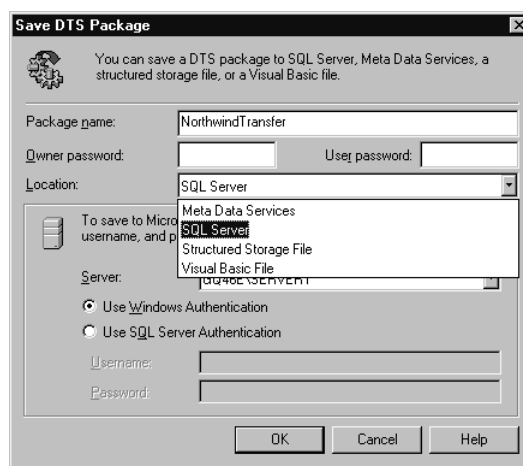 Save DTS Package
You can save a DTS package to SQL Server, Meta Data Services, a
structured storage file, or a Visual Basic file.
Package name:
NorthwindTransfer
Owner password:
User password:
Location:
SQL Server
Meta Data Services
SQL Server
Structured Storage File
Visual Basic File
To save to Micro
username, and p
Server:
Use Windows Authentication
Use SQL Server Authentication
Username:
Password:
OK
Cancel
Help